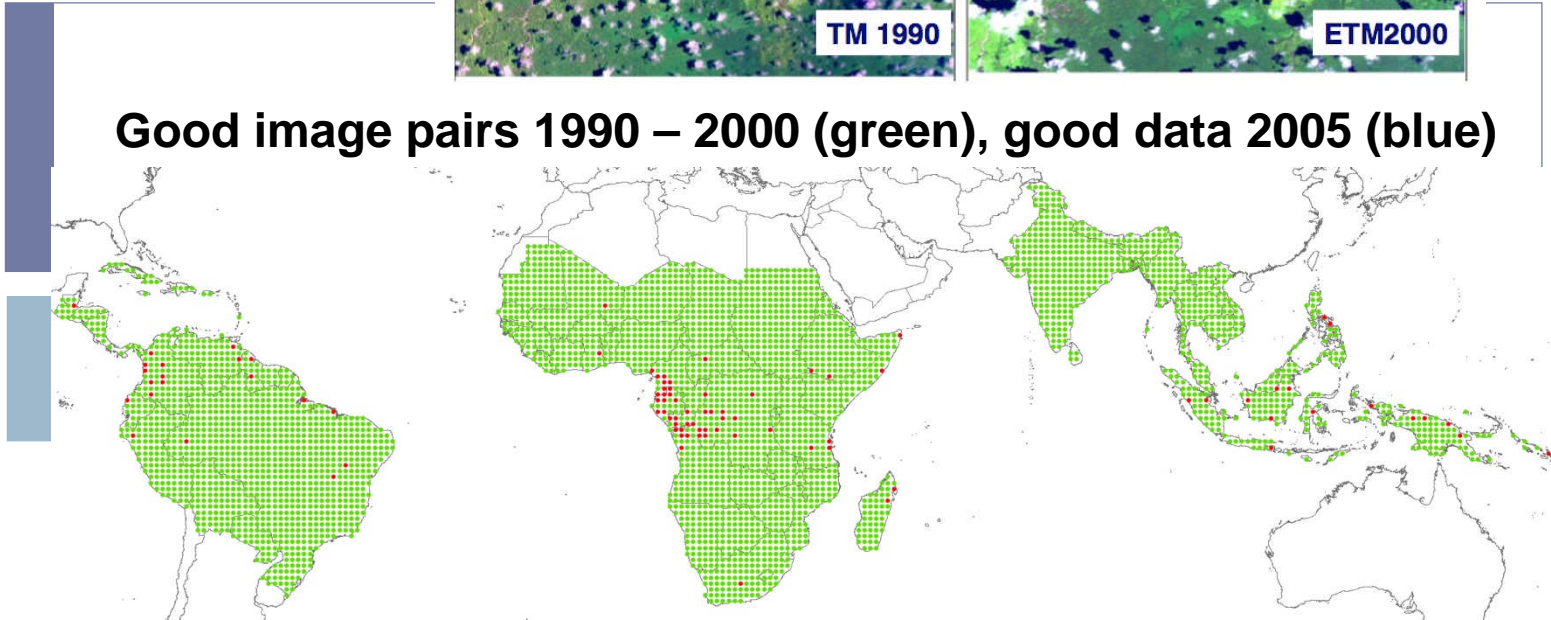 TM 1990
ETM2000
Good image pairs 1990 – 2000 (green), good data 2005 (blue)